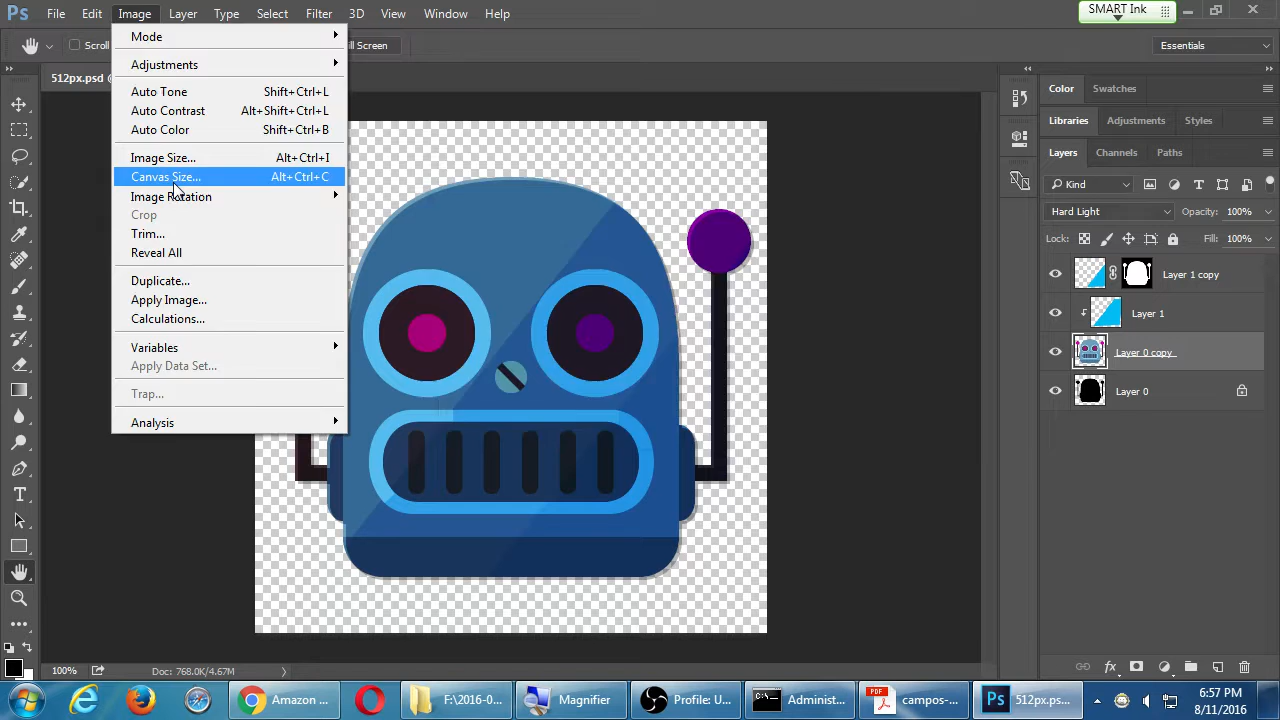 Ps File Edit Image Layer Type Select Filter 3D View Window Help SMART Ink
Scroll ll Screen Essentials
512px.psd @
Mode
Adjustments
Auto Tone Shift+Ctrl+L
Auto Contrast Alt+Shift+Ctrl+L
Auto Color Shift+Ctrl+B
Image Size... Alt+Ctrl+I
Canvas Size... Alt+Ctrl+C
Image Rotation
Crop
Trim...
Reveal All
Duplicate...
Apply Image...
Calculations...
Variables
Apply Data Set...
Trap...
Analysis
Color Swatches
Libraries Adjustments Styles
Layers Channels Paths
Kind
Hard Light Opacity: 100%
Lock: Fill: 100%
Layer 1 copy
Layer 1
Layer 0 copy
Layer 0
100% Doc: 768.0K/4.67M
Amazon ... F:\2016-0... Magnifier Profile: U... Administ... campos-... 512px.ps... 6:57 PM
8/11/2016